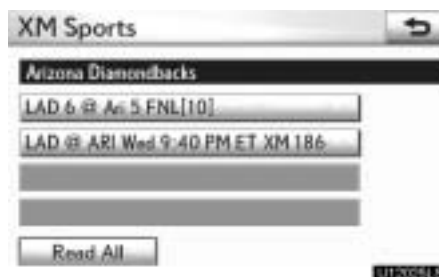 XM Sports
Arizona Diamondbacks
LAD 6 @ Ari 5 FNL[10]
LAD @ ARI Wed 9:40 PM ET XM 186
Read All